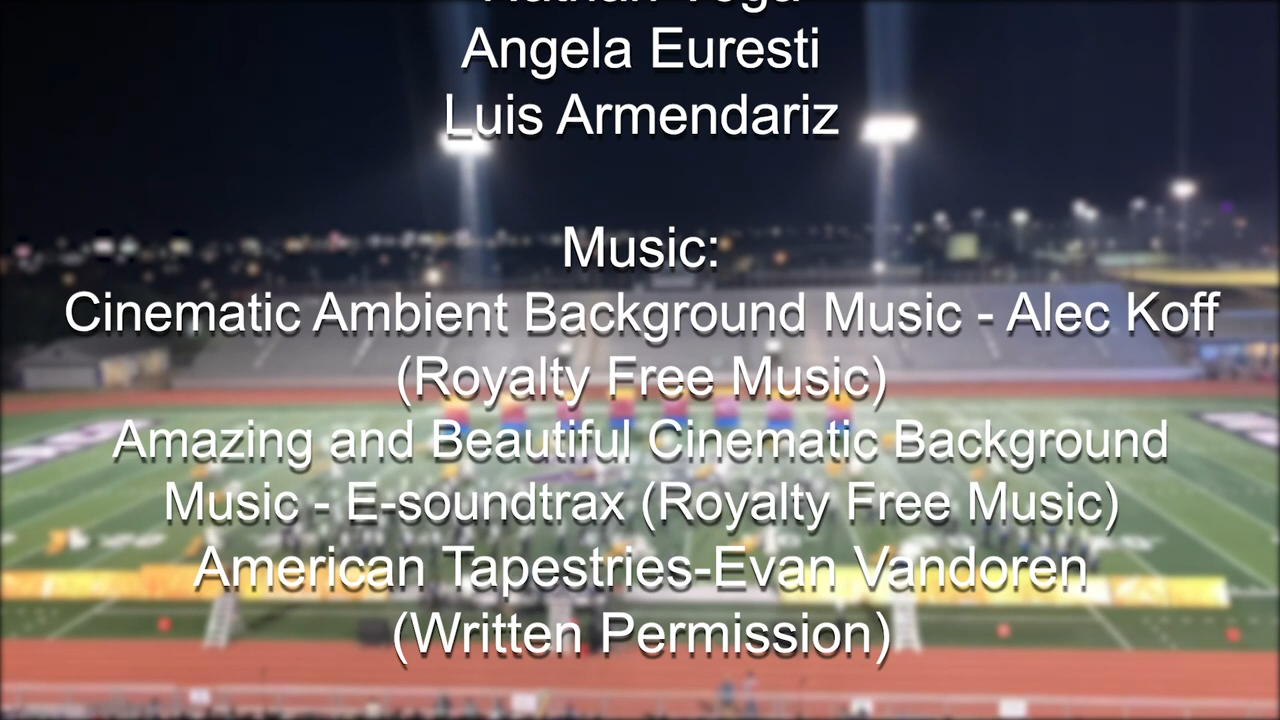 Angela Euresti
Luis Armendariz
Music:
Cinematic Ambient Background Music - Alec Koff
(Royalty Free Music)
Amazing and Beautiful Cinematic Background
Music - E-soundtrax (Royalty Free Music)
American Tapestries-Evan Vandoren
(Written Permission)